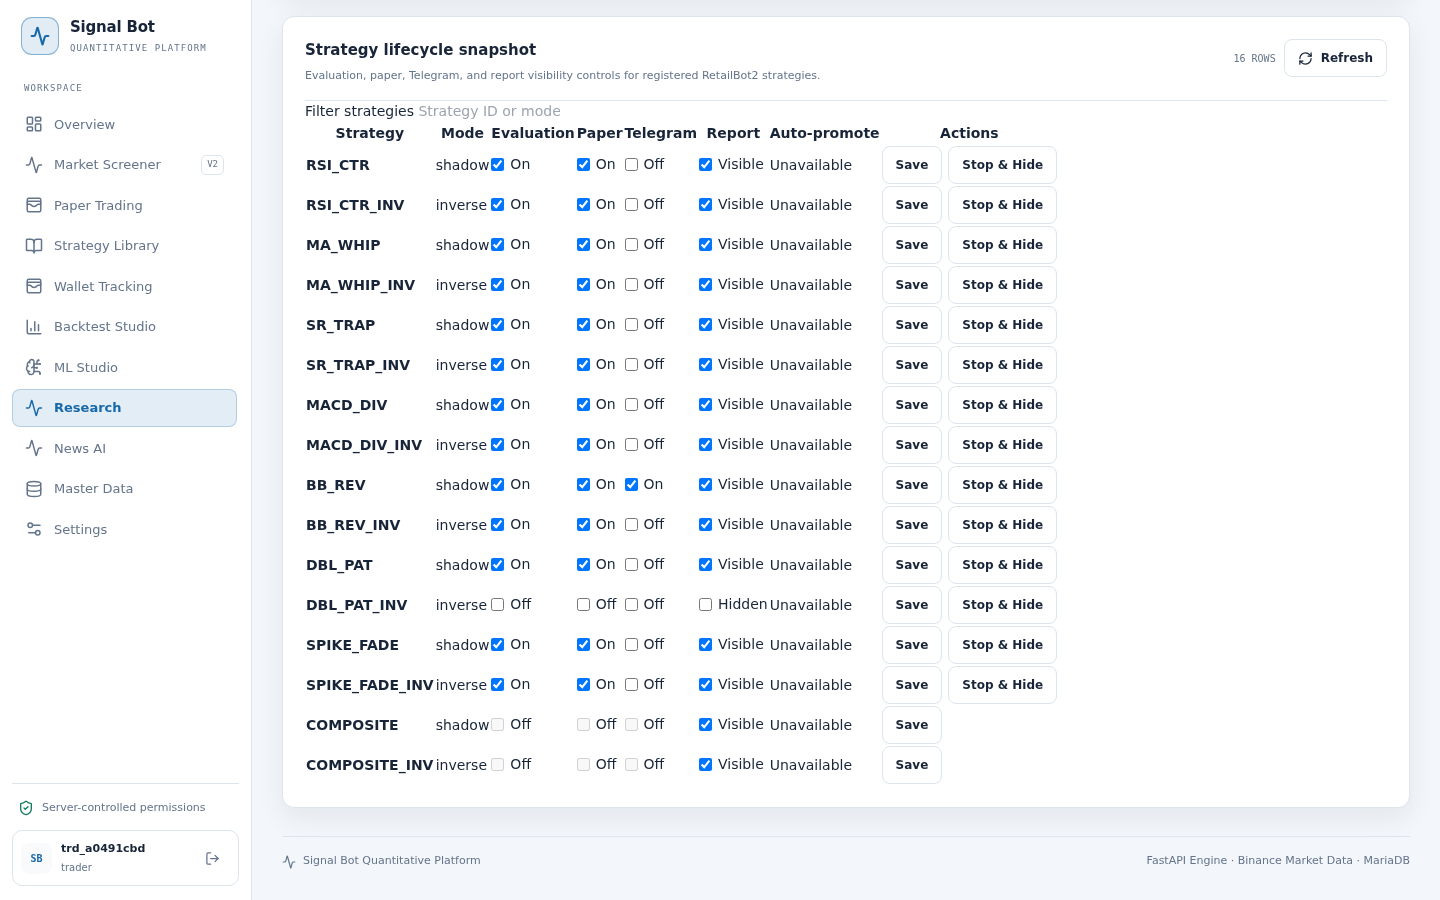 Signal Bot
QUANTITATIVE PLATFORM
WORKSPACE
Overview
Market Screener V2
Paper Trading
Strategy Library
Wallet Tracking
Backtest Studio
ML Studio
Research
News AI
Master Data
Settings
Server-controlled permissions
SB trd_a0491cbd
trader
Strategy lifecycle snapshot
Evaluation, paper, Telegram, and report visibility controls for registered RetailBot2 strategies.
16 ROWS Refresh
Filter strategies Strategy ID or mode
Strategy Mode Evaluation Paper Telegram Report Auto-promote Actions
RSI_CTR shadow On On Off Visible Unavailable Save Stop & Hide
RSI_CTR_INV inverse On On Off Visible Unavailable Save Stop & Hide
MA_WHIP shadow On On Off Visible Unavailable Save Stop & Hide
MA_WHIP_INV inverse On On Off Visible Unavailable Save Stop & Hide
SR_TRAP shadow On On Off Visible Unavailable Save Stop & Hide
SR_TRAP_INV inverse On On Off Visible Unavailable Save Stop & Hide
MACD_DIV shadow On On Off Visible Unavailable Save Stop & Hide
MACD_DIV_INV inverse On On Off Visible Unavailable Save Stop & Hide
BB_REV shadow On On On Visible Unavailable Save Stop & Hide
BB_REV_INV inverse On On Off Visible Unavailable Save Stop & Hide
DBL_PAT shadow On On Off Visible Unavailable Save Stop & Hide
DBL_PAT_INV inverse Off Off Off Hidden Unavailable Save Stop & Hide
SPIKE_FADE shadow On On Off Visible Unavailable Save Stop & Hide
SPIKE_FADE_INV inverse On On Off Visible Unavailable Save Stop & Hide
COMPOSITE shadow Off Off Off Visible Unavailable Save
COMPOSITE_INV inverse Off Off Off Visible Unavailable Save
Signal Bot Quantitative Platform
FastAPI Engine · Binance Market Data · MariaDB